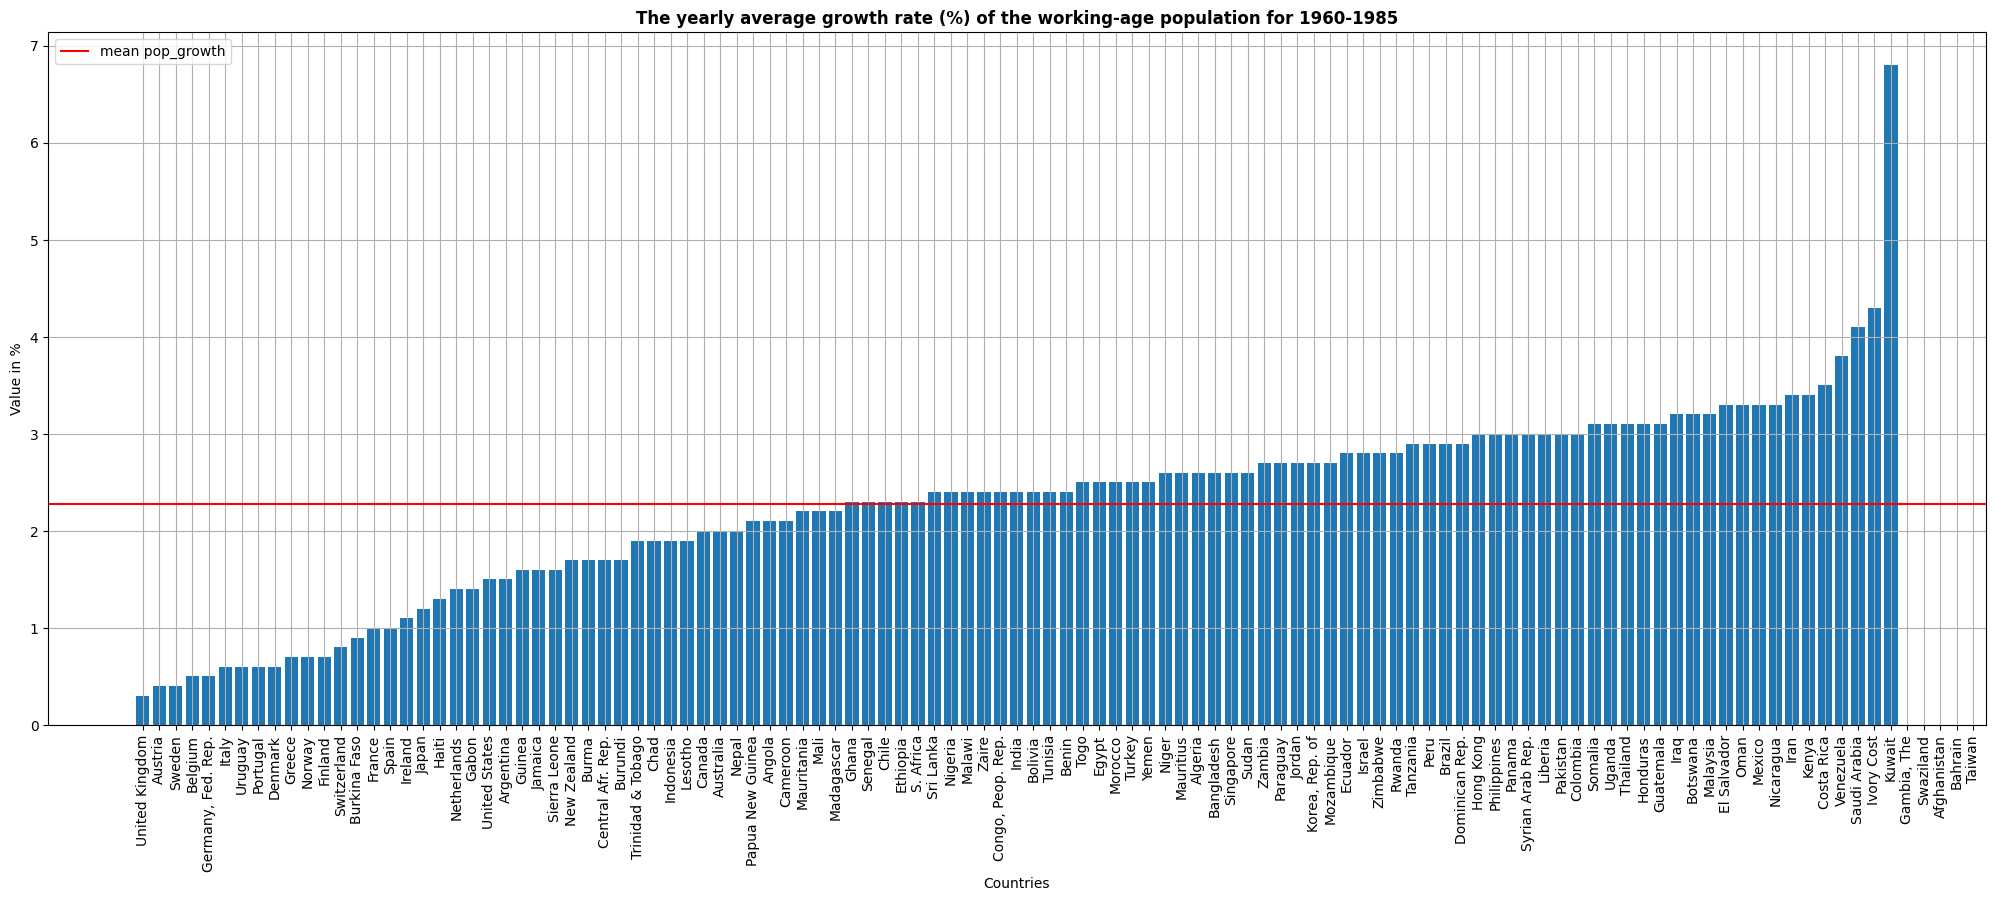 The yearly average growth rate (%) of the working-age population for 1960-1985
mean pop_growth
Value in %
7
6
5
4
3
2
1
0
United Kingdom
Austria
Sweden
Belgium
Germany, Fed. Rep.
Italy
Uruguay
Portugal
Denmark
Greece
Norway
Finland
Switzerland
Burkina Faso
France
Spain
Ireland
Japan
Haiti
Netherlands
Gabon
United States
Argentina
Guinea
Jamaica
Sierra Leone
New Zealand
Burma
Central Afr. Rep.
Burundi
Trinidad & Tobago
Chad
Indonesia
Lesotho
Canada
Australia
Nepal
Papua New Guinea
Angola
Cameroon
Mauritania
Mali
Madagascar
Ghana
Senegal
Chile
Ethiopia
S. Africa
Sri Lanka
Nigeria
Malawi
Zaire
Congo, Peop. Rep.
India
Bolivia
Tunisia
Benin
Togo
Egypt
Morocco
Turkey
Yemen
Niger
Mauritius
Algeria
Bangladesh
Singapore
Sudan
Zambia
Paraguay
Jordan
Korea, Rep. of
Mozambique
Ecuador
Israel
Zimbabwe
Rwanda
Tanzania
Peru
Brazil
Dominican Rep.
Hong Kong
Philippines
Panama
Syrian Arab Rep.
Liberia
Pakistan
Colombia
Somalia
Uganda
Thailand
Honduras
Guatemala
Iraq
Botswana
Malaysia
El Salvador
Oman
Mexico
Nicaragua
Iran
Kenya
Costa Rica
Venezuela
Saudi Arabia
Ivory Cost
Kuwait
Gambia, The
Swaziland
Afghanistan
Bahrain
Taiwan
Countries